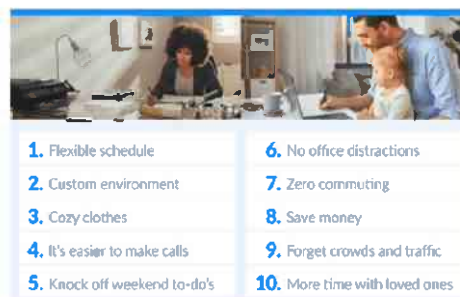 1. Flexible schedule
2. Custom environment
3. Cozy clothes
4. It's easier to make calls
5. Knock off weekend to-do's
6. No office distractions
7. Zero commuting
8. Save money
9. Forget crowds and traffic
10. More time with loved ones